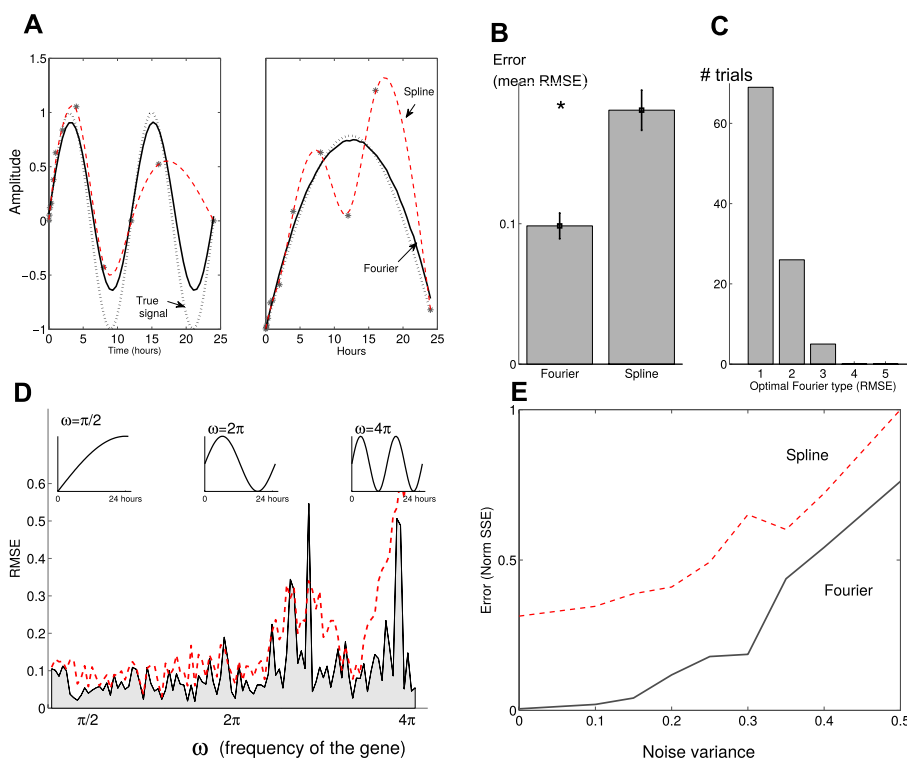 A
1.5
1
0.5
0
−0.5
−1
Amplitude
0 5 10 15 20 25
Time (hours)
True
signal
Spline
Fourier
0 5 10 15 20 25
Hours
B
Error
(mean RMSE)
*
0.1
0
Fourier Spline
C
# trials
60
40
20
0
1 2 3 4 5
Optimal Fourier type (RMSE)
D
ω=π/2
0 24 hours
ω=2π
0 24 hours
ω=4π
0 24 hours
0.6
0.5
0.4
0.3
0.2
0.1
0
RMSE
π/2 2π 4π
ω (frequency of the gene)
E
1
0.5
0
Error (Norm SSE)
Spline
Fourier
0 0.1 0.2 0.3 0.4 0.5
Noise variance